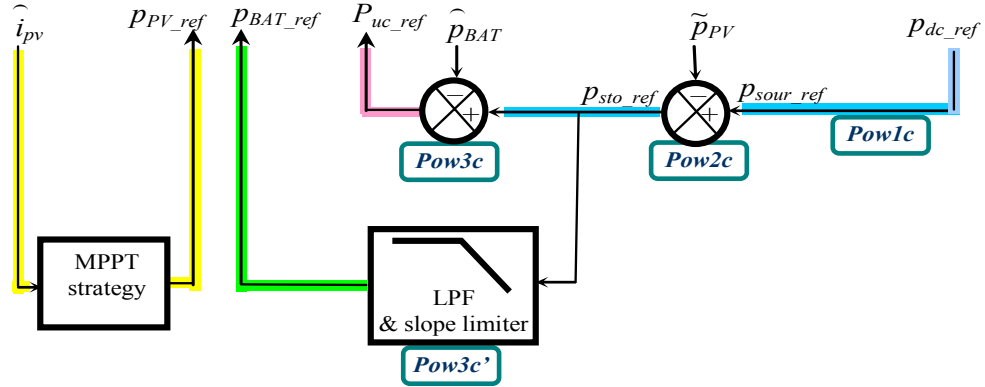 î_pv p_PV_ref p_BAT_ref P_uc_ref p̂_BAT p̃_PV p_dc_ref
p_sto_ref p_sour_ref
− + − +
Pow3c Pow2c Pow1c
MPPT
strategy
LPF
& slope limiter
Pow3c’